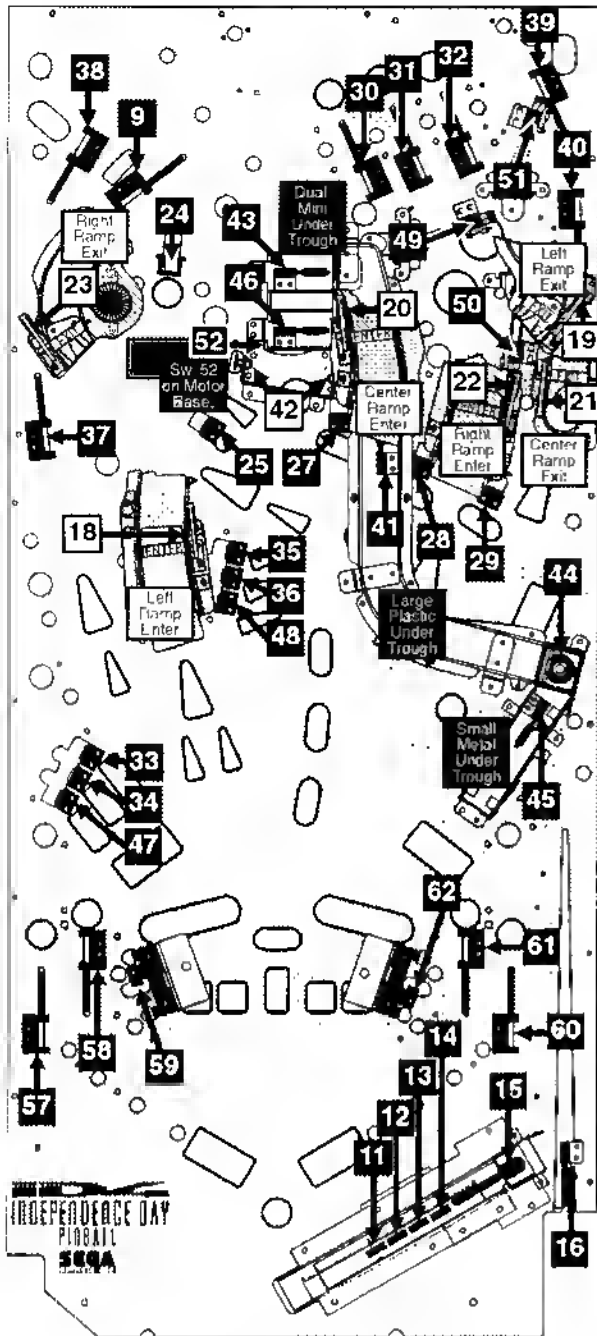 39
38
9
24
30
31
32
40
51
Dual
Mini
Under
Trough
43
49
Right
Ramp
Exit
Left
Ramp
Exit
23
46
20
50
19
52
Sw. 52
on Motor
Base.
42
22
21
Center
Ramp
Enter
Right
Ramp
Enter
Center
Ramp
Exit
37
25
27
41
28
29
18
ENTER
ENTER
ENTER
35
36
48
Left
Ramp
Enter
44
Large
Plastic
Under
Trough
Small
Metal
Under
Trough
45
33
34
47
62
61
58
59
57
60
14
13
12
11
15
16
INDEPENDENCE DAY
PINBALL
SEGA